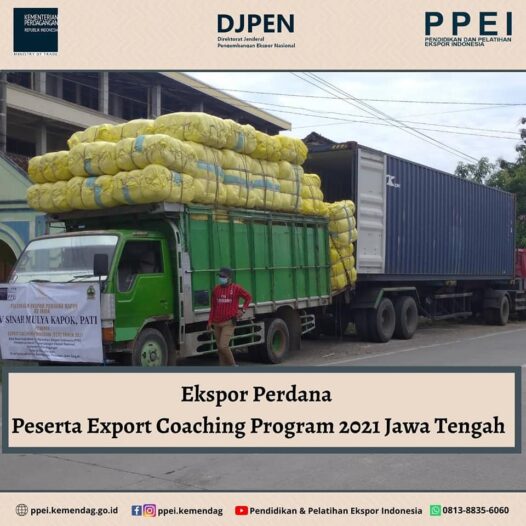 KEMENTERIAN
PERDAGANGAN
REPUBLIK INDONESIA
MINISTRY OF TRADE
DJPEN
Direktorat Jenderal
Pengembangan Ekspor Nasional
PPEI
PENDIDIKAN DAN PELATIHAN
EKSPOR INDONESIA
SINAR MULYA KAPOK, PATI
Ekspor Perdana
Peserta Export Coaching Program 2021 Jawa Tengah
ppei.kemendag.go.id
ppei.kemendag
Pendidikan & Pelatihan Ekspor Indonesia
0813-8835-6060